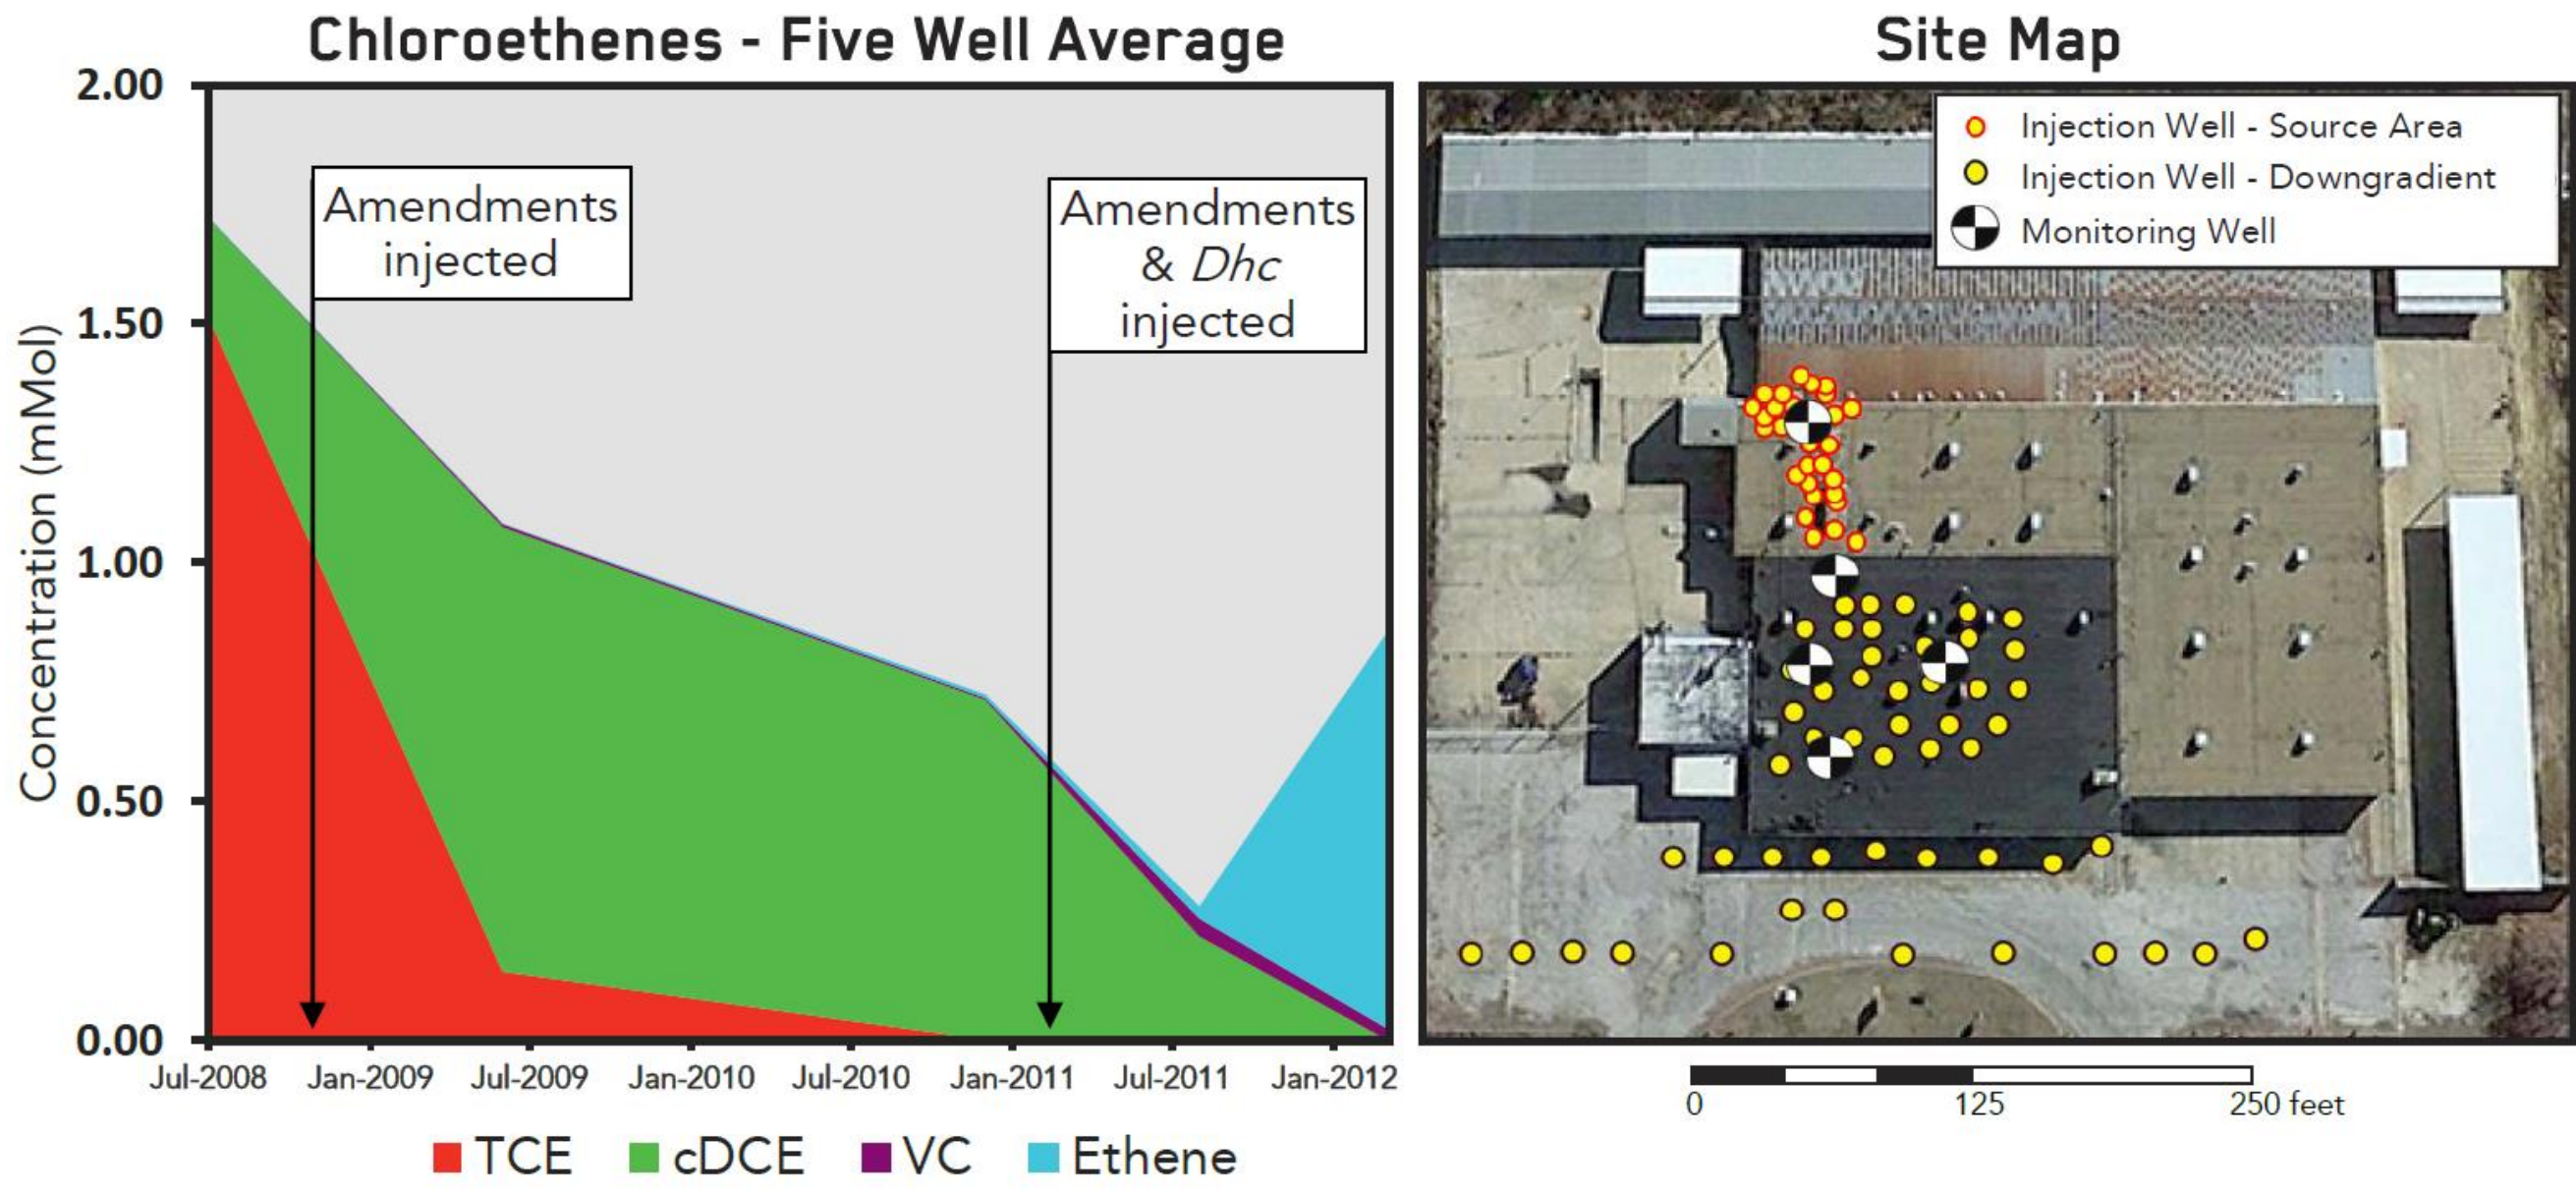 Chloroethenes - Five Well Average
2.00
1.50
1.00
0.50
0.00
Concentration (mMol)
Amendments
injected
Amendments
& Dhc
injected
Jul-2008 Jan-2009 Jul-2009 Jan-2010 Jul-2010 Jan-2011 Jul-2011 Jan-2012
TCE cDCE VC Ethene
Site Map
Injection Well - Source Area
Injection Well - Downgradient
Monitoring Well
0 125 250 feet